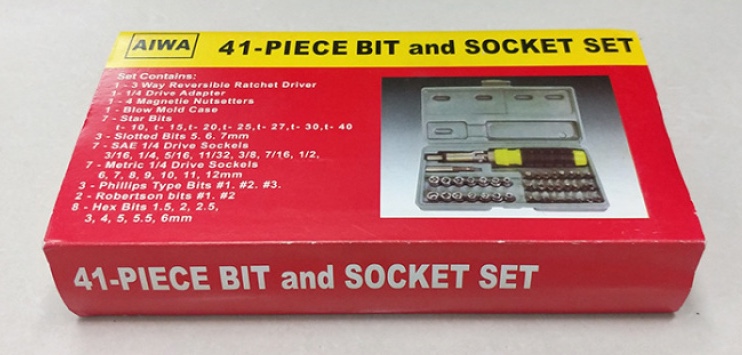 AIWA
41-PIECE BIT and SOCKET SET
Set Contains:
1 - 3 Way Reversible Ratchet Driver
1- 1/4 Drive Adapter
1 - 4 Magnetic Nutsetters
1 - Blow Mold Case
7 - Star Bits
t- 10, t- 15, t- 20, t- 25, t- 27, t- 30, t- 40
3 - Slotted Bits 5. 6. 7mm
7 - SAE 1/4 Drive Sockels
3/16, 1/4, 5/16, 11/32, 3/8, 7/16, 1/2,
7 - Metric 1/4 Drive Sockets
6, 7, 8, 9, 10, 11, 12mm
3 - Phillips Type Bits #1. #2. #3.
2 - Robertson bits #1. #2
8 - Hex Bits 1.5, 2, 2.5,
3, 4, 5, 5.5, 6mm
41-PIECE BIT and SOCKET SET